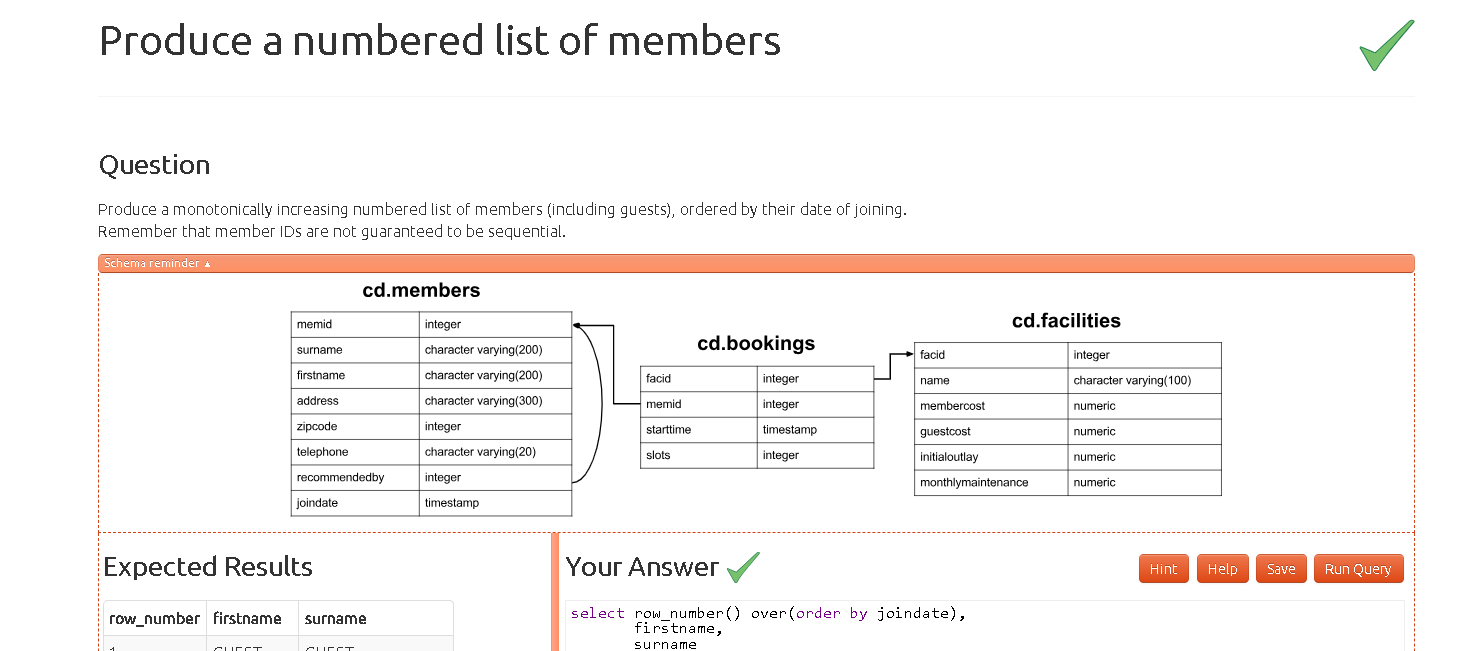 Produce a numbered list of members
Question
Produce a monotonically increasing numbered list of members (including guests), ordered by their date of joining.
Remember that member IDs are not guaranteed to be sequential.
Schema reminder ▲
cd.members
memid integer
surname character varying(200)
firstname character varying(200)
address character varying(300)
zipcode integer
telephone character varying(20)
recommendedby integer
joindate timestamp
cd.bookings
facid integer
memid integer
starttime timestamp
slots integer
cd.facilities
facid integer
name character varying(100)
membercost numeric
guestcost numeric
initialoutlay numeric
monthlymaintenance numeric
Expected Results
row_number firstname surname
1 GUEST GUEST
Your Answer
Hint Help Save Run Query
select row_number() over(order by joindate),
firstname,
surname